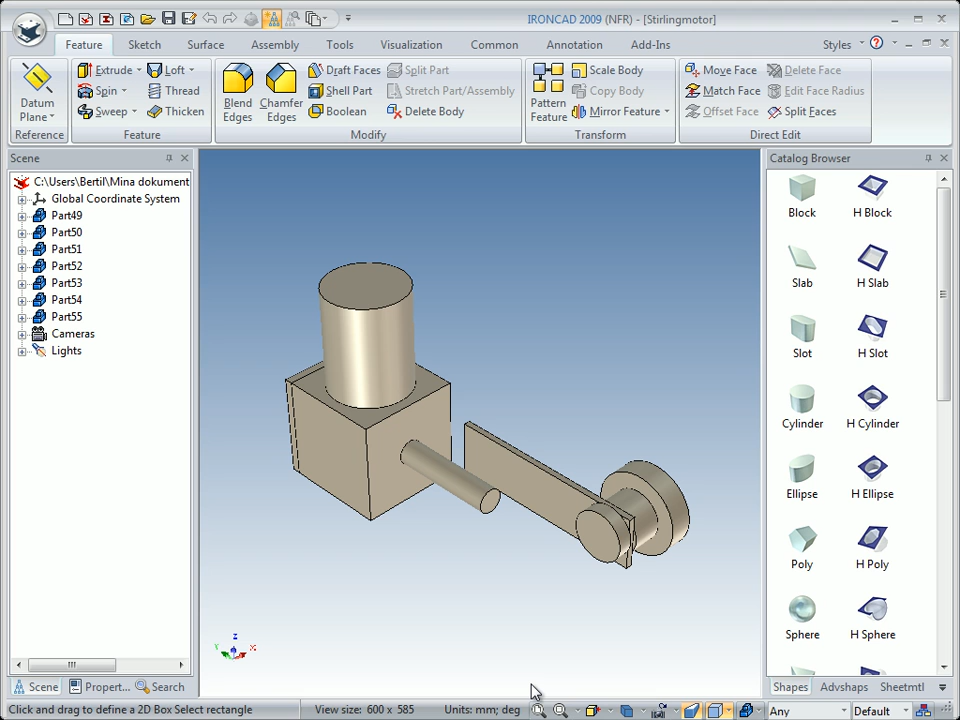 IRONCAD 2009 (NFR) - [Stirlingmotor]
Feature Sketch Surface Assembly Tools Visualization Common Annotation Add-Ins Styles
Datum Plane
Extrude
Spin
Sweep
Loft
Thread
Thicken
Blend Edges
Chamfer Edges
Draft Faces
Shell Part
Boolean
Split Part
Stretch Part/Assembly
Delete Body
Pattern Feature
Scale Body
Copy Body
Mirror Feature
Move Face
Match Face
Offset Face
Delete Face
Edit Face Radius
Split Faces
Reference Feature Modify Transform Direct Edit
Scene
C:\Users\Bertil\Mina dokument
Global Coordinate System
Part49
Part50
Part51
Part52
Part53
Part54
Part55
Cameras
Lights
Z
Y
X
Catalog Browser
Block H Block
Slab H Slab
Slot H Slot
Cylinder H Cylinder
Ellipse H Ellipse
Poly H Poly
Sphere H Sphere
Scene Propert... Search
Shapes Advshaps Sheetmtl
Click and drag to define a 2D Box Select rectangle
View size: 600 x 585
Units: mm; deg
Any
Default